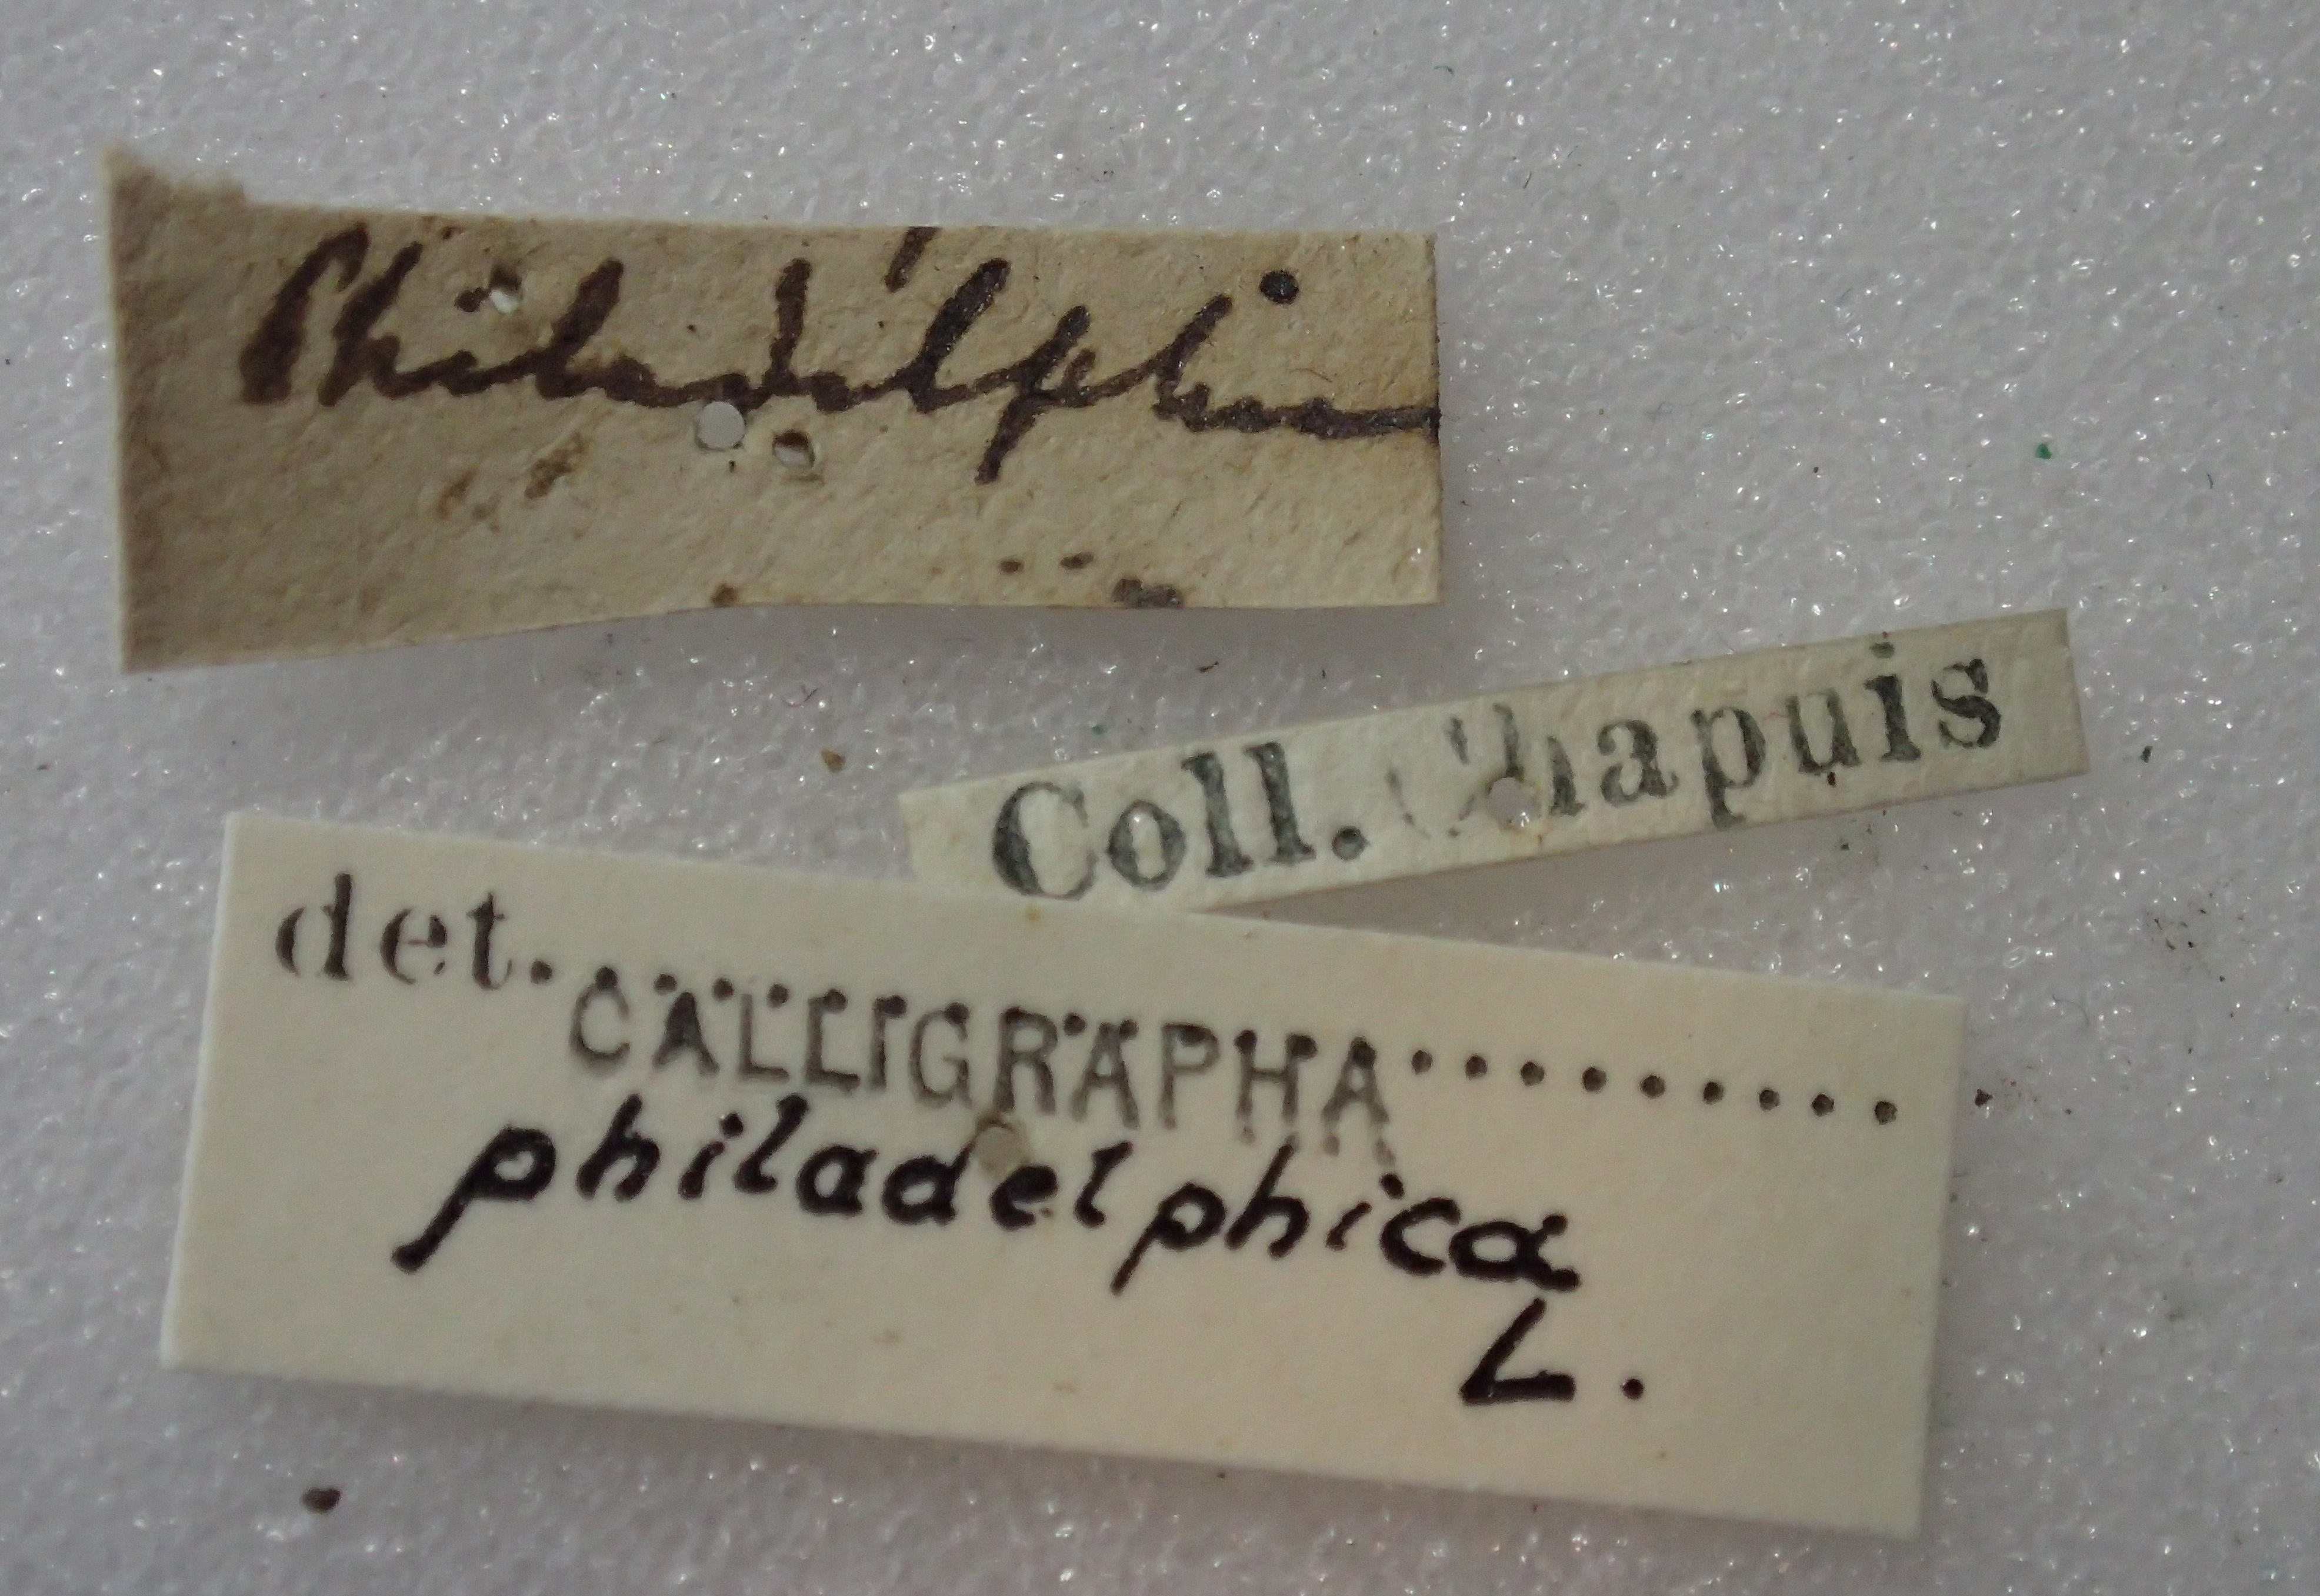 Philadelphia
Coll. Chapuis
det. ..............................
CALLIGRAPHA
philadelphica
L.